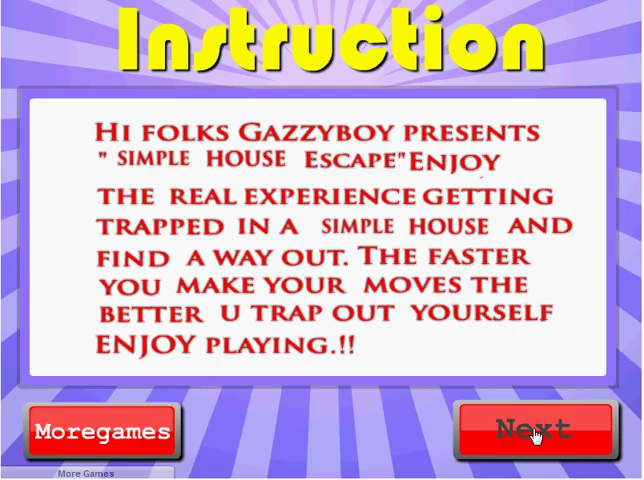 Instruction
HI FOLKS GAZZYBOY PRESENTS
" SIMPLE HOUSE ESCAPE" ENJOY
THE REAL EXPERIENCE GETTING
TRAPPED IN A SIMPLE HOUSE AND
FIND A WAY OUT. THE FASTER
YOU MAKE YOUR MOVES THE
BETTER U TRAP OUT YOURSELF
ENJOY PLAYING.!!
Moregames
Next
More Games